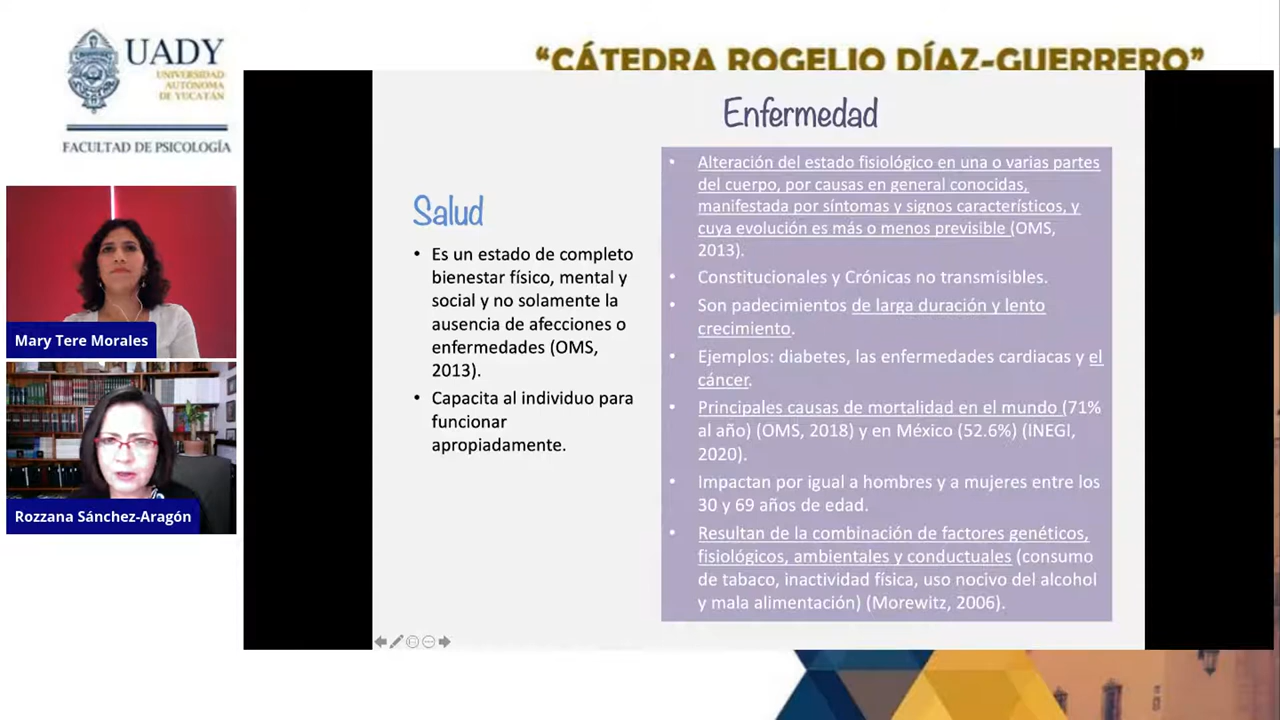 UADY
UNIVERSIDAD
AUTÓNOMA
DE YUCATÁN
FACULTAD DE PSICOLOGÍA
“CÁTEDRA ROGELIO DÍAZ-GUERRERO”
Mary Tere Morales
Rozzana Sánchez-Aragón
Salud
• Es un estado de completo
bienestar físico, mental y
social y no solamente la
ausencia de afecciones o
enfermedades (OMS,
2013).
• Capacita al individuo para
funcionar
apropiadamente.
Enfermedad
• Alteración del estado fisiológico en una o varias partes
del cuerpo, por causas en general conocidas,
manifestada por síntomas y signos característicos, y
cuya evolución es más o menos previsible (OMS,
2013).
• Constitucionales y Crónicas no transmisibles.
• Son padecimientos de larga duración y lento
crecimiento.
• Ejemplos: diabetes, las enfermedades cardiacas y el
cáncer.
• Principales causas de mortalidad en el mundo (71%
al año) (OMS, 2018) y en México (52.6%) (INEGI,
2020).
• Impactan por igual a hombres y a mujeres entre los
30 y 69 años de edad.
• Resultan de la combinación de factores genéticos,
fisiológicos, ambientales y conductuales (consumo
de tabaco, inactividad física, uso nocivo del alcohol
y mala alimentación) (Morewitz, 2006).